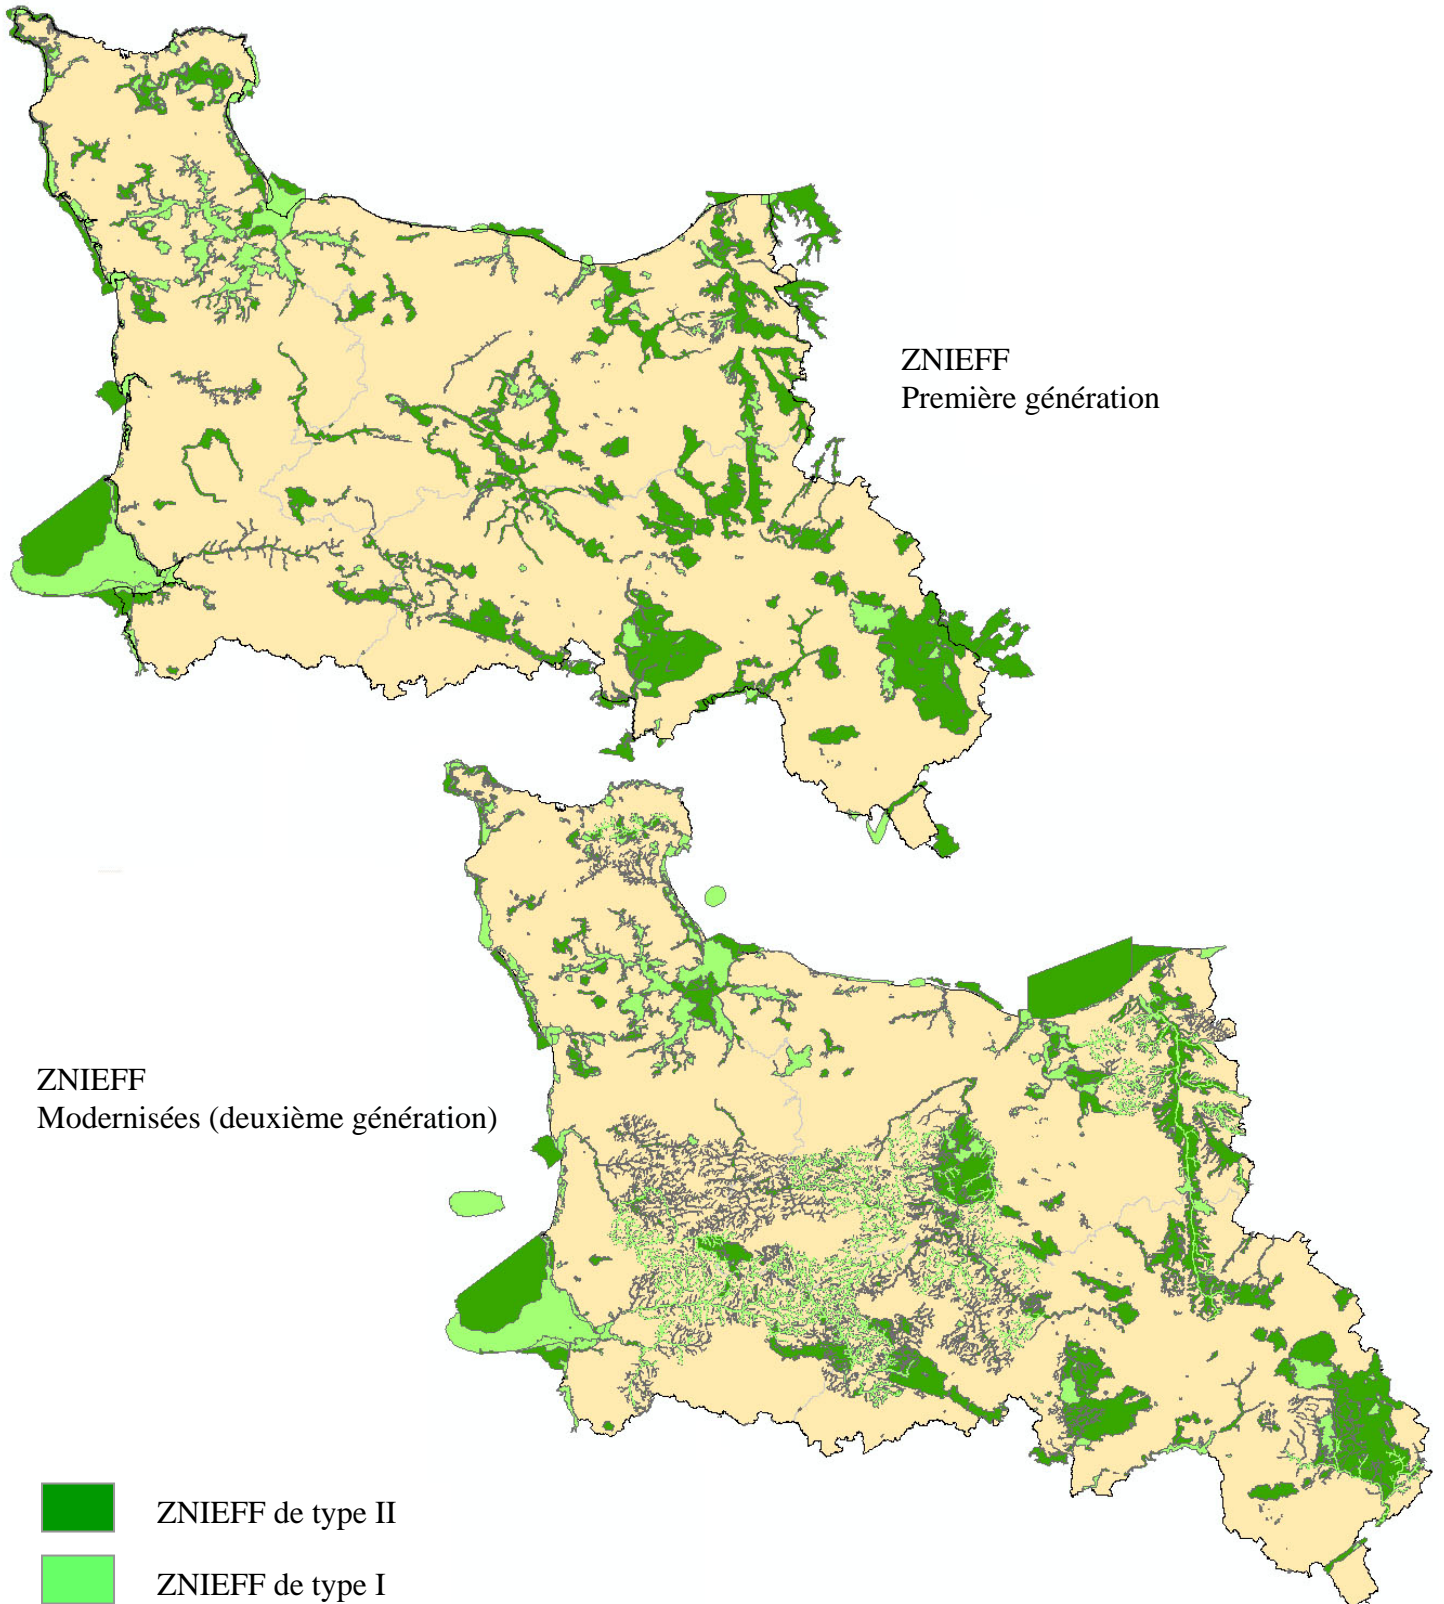 ZNIEFF
Première génération
ZNIEFF
Modernisées (deuxième génération)
ZNIEFF de type II
ZNIEFF de type I